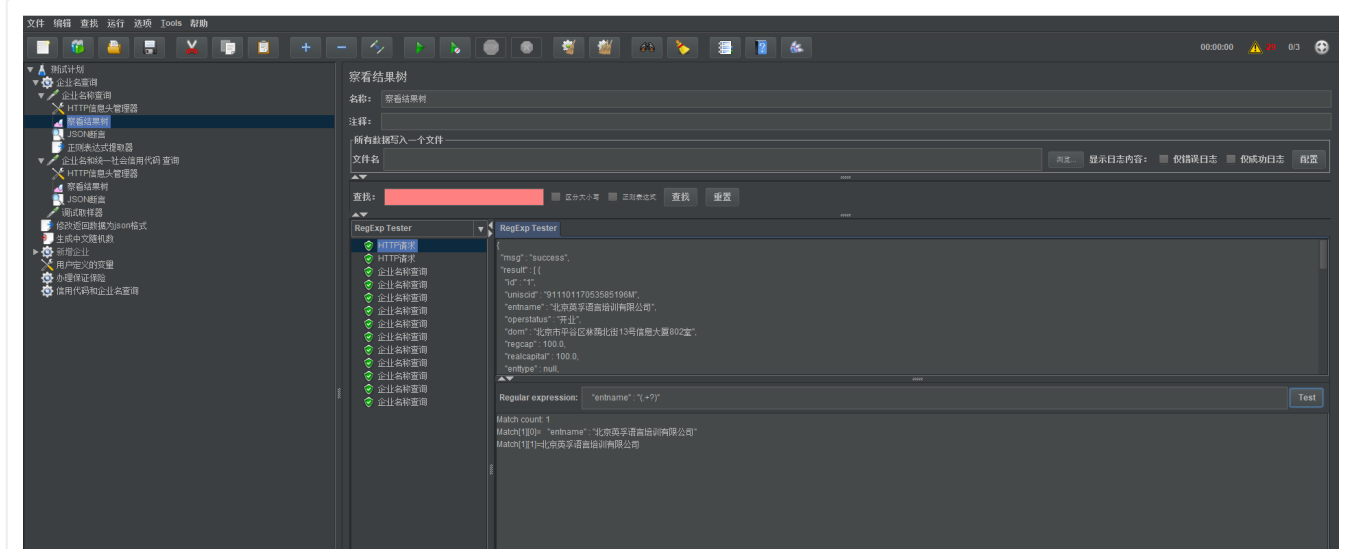 文件 编辑 查找 运行 选项 Tools 帮助
00:00:00 0/3
测试计划
企业名查询
企业名称查询
HTTP信息头管理器
察看结果树
JSON断言
正则表达式提取器
企业名和统一社会信用代码 查询
HTTP信息头管理器
察看结果树
JSON断言
调试取样器
修改返回数据为json格式
生成中文随机数
新增企业
用户定义的变量
办理保证保险
信用代码和企业名查询
察看结果树
名称： 察看结果树
注释：
所有数据写入一个文件
文件名 浏览... 显示日志内容： 仅错误日志 仅成功日志 配置
查找： 区分大小写 正则表达式 查找 重置
RegExp Tester
HTTP请求
HTTP请求
企业名称查询
企业名称查询
企业名称查询
企业名称查询
企业名称查询
企业名称查询
企业名称查询
企业名称查询
企业名称查询
企业名称查询
企业名称查询
RegExp Tester
{
"msg" : "success",
"result" : [ {
"id" : "1",
"uniscid" : "91110117053585196M",
"entname" : "北京英孚语言培训有限公司",
"operstatus" : "开业",
"dom" : "北京市平谷区林荫北街13号信息大厦802室",
"regcap" : 100.0,
"realcapital" : 100.0,
"enttype" : null,
Regular expression: "entname" : "(.+?)" Test
Match count: 1
Match[1][0]= "entname" : "北京英孚语言培训有限公司"
Match[1][1]=北京英孚语言培训有限公司